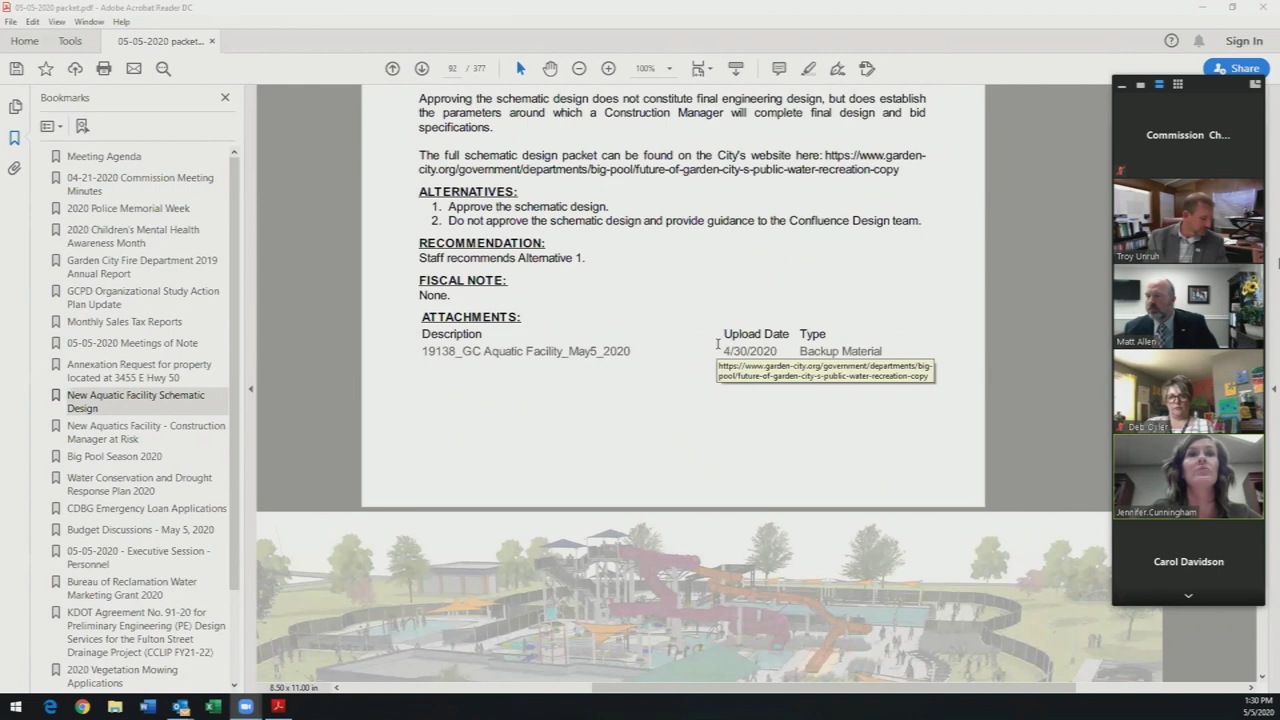 05-05-2020 packet.pdf - Adobe Acrobat Reader DC
File Edit View Window Help
Home Tools 05-05-2020 packet... × Sign In
92 / 377 100% Share
Bookmarks
Meeting Agenda
04-21-2020 Commission Meeting
Minutes
2020 Police Memorial Week
2020 Children's Mental Health
Awareness Month
Garden City Fire Department 2019
Annual Report
GCPD Organizational Study Action
Plan Update
Monthly Sales Tax Reports
05-05-2020 Meetings of Note
Annexation Request for property
located at 3455 E Hwy 50
New Aquatic Facility Schematic
Design
New Aquatics Facility - Construction
Manager at Risk
Big Pool Season 2020
Water Conservation and Drought
Response Plan 2020
CDBG Emergency Loan Applications
Budget Discussions - May 5, 2020
05-05-2020 - Executive Session -
Personnel
Bureau of Reclamation Water
Marketing Grant 2020
KDOT Agreement No. 91-20 for
Preliminary Engineering (PE) Design
Services for the Fulton Street
Drainage Project (CCLIP FY21-22)
2020 Vegetation Mowing
Applications
Approving the schematic design does not constitute final engineering design, but does establish
the parameters around which a Construction Manager will complete final design and bid
specifications.
The full schematic design packet can be found on the City's website here: https://www.garden-
city.org/government/departments/big-pool/future-of-garden-city-s-public-water-recreation-copy
ALTERNATIVES:
1. Approve the schematic design.
2. Do not approve the schematic design and provide guidance to the Confluence Design team.
RECOMMENDATION:
Staff recommends Alternative 1.
FISCAL NOTE:
None.
ATTACHMENTS:
Description Upload Date Type
19138_GC Aquatic Facility_May5_2020 4/30/2020 Backup Material
https://www.garden-city.org/government/departments/big-
pool/future-of-garden-city-s-public-water-recreation-copy
8.50 x 11.00 in
Commission Ch...
Troy Unruh
Matt Allen
Deb Oyler
Jennifer.Cunningham
Carol Davidson
1:30 PM
5/5/2020